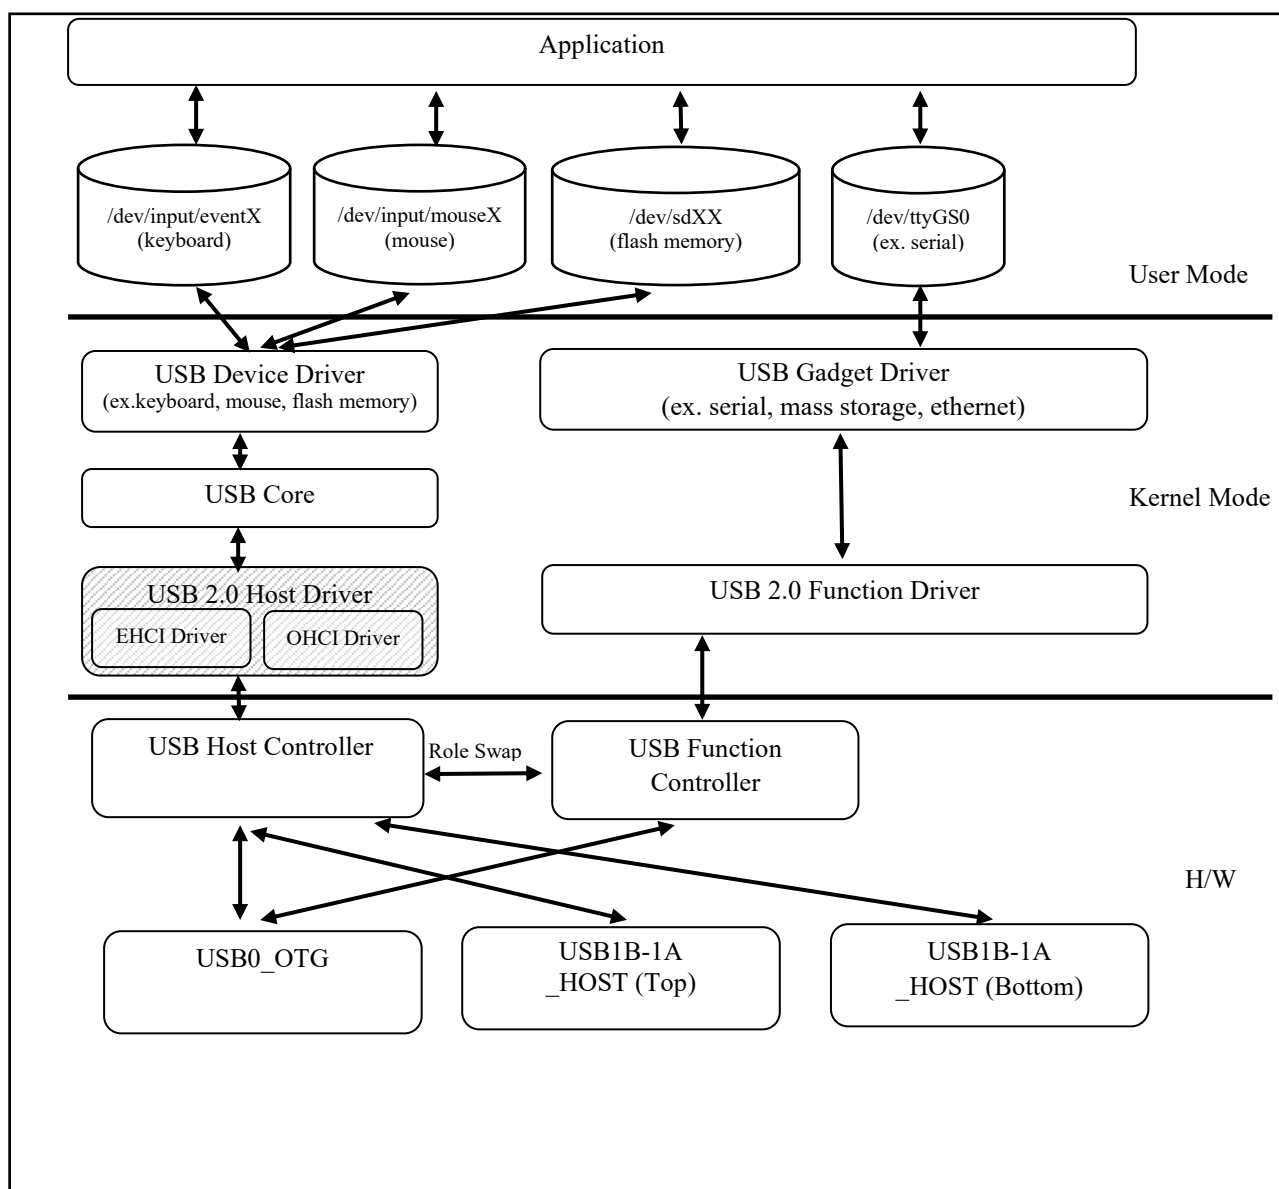 Application
/dev/input/eventX
(keyboard)
/dev/input/mouseX
(mouse)
/dev/sdXX
(flash memory)
/dev/ttyGS0
(ex. serial)
User Mode
USB Device Driver
(ex.keyboard, mouse, flash memory)
USB Gadget Driver
(ex. serial, mass storage, ethernet)
USB Core
Kernel Mode
USB 2.0 Host Driver
EHCI Driver
OHCI Driver
USB 2.0 Function Driver
USB Host Controller
Role Swap
USB Function
Controller
H/W
USB0_OTG
USB1B-1A
_HOST (Top)
USB1B-1A
_HOST (Bottom)